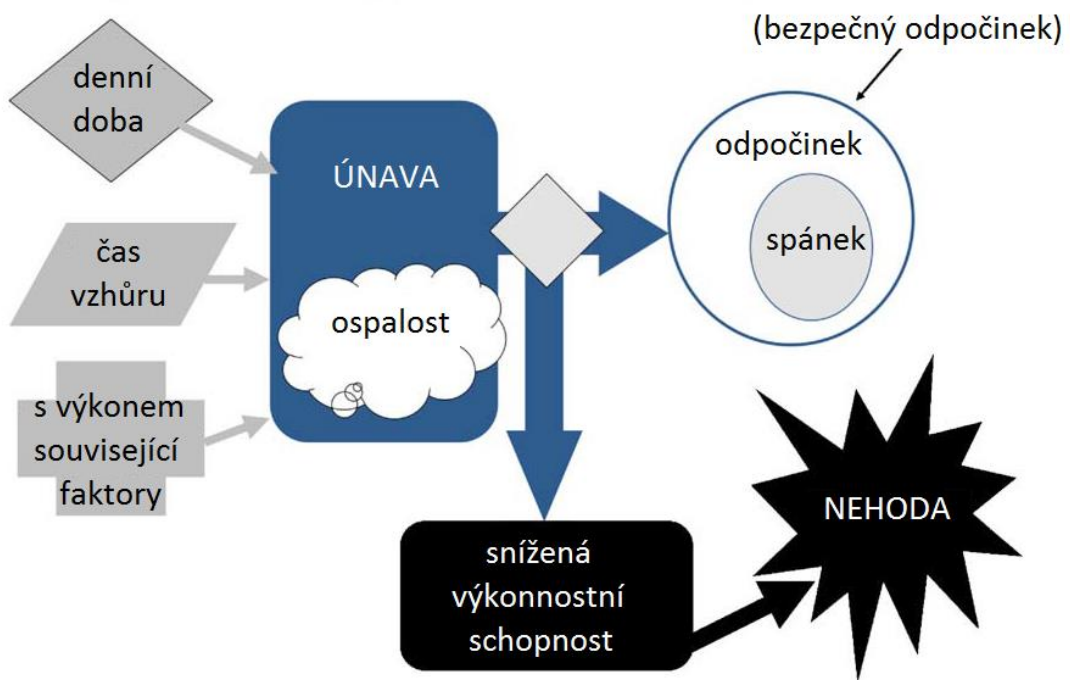 (bezpečný odpočinek)
denní
doba
ÚNAVA
odpočinek
čas
vzhůru
spánek
ospalost
s výkonem
související
faktory
NEHODA
snížená
výkonnostní
schopnost